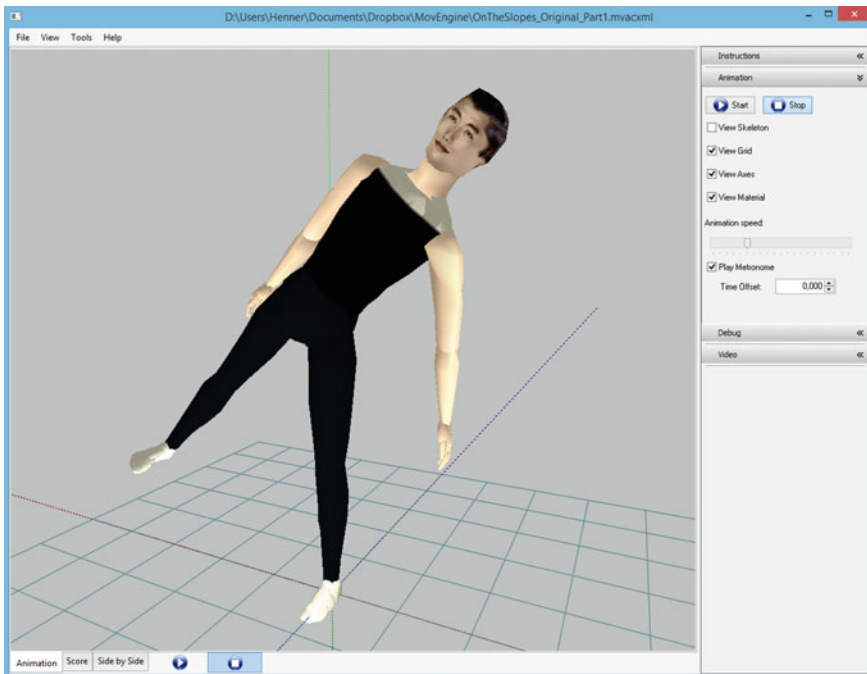 D:\Users\Henner\Documents\Dropbox\MovEngine\OnTheSlopes_Original_Part1.mvacxml
File View Tools Help
Instructions
Animation
Start Stop
View Skeleton
View Grid
View Axes
View Material
Animation speed:
Play Metronome
Time Offset: 0,000
Debug
Video
Animation Score Side by Side